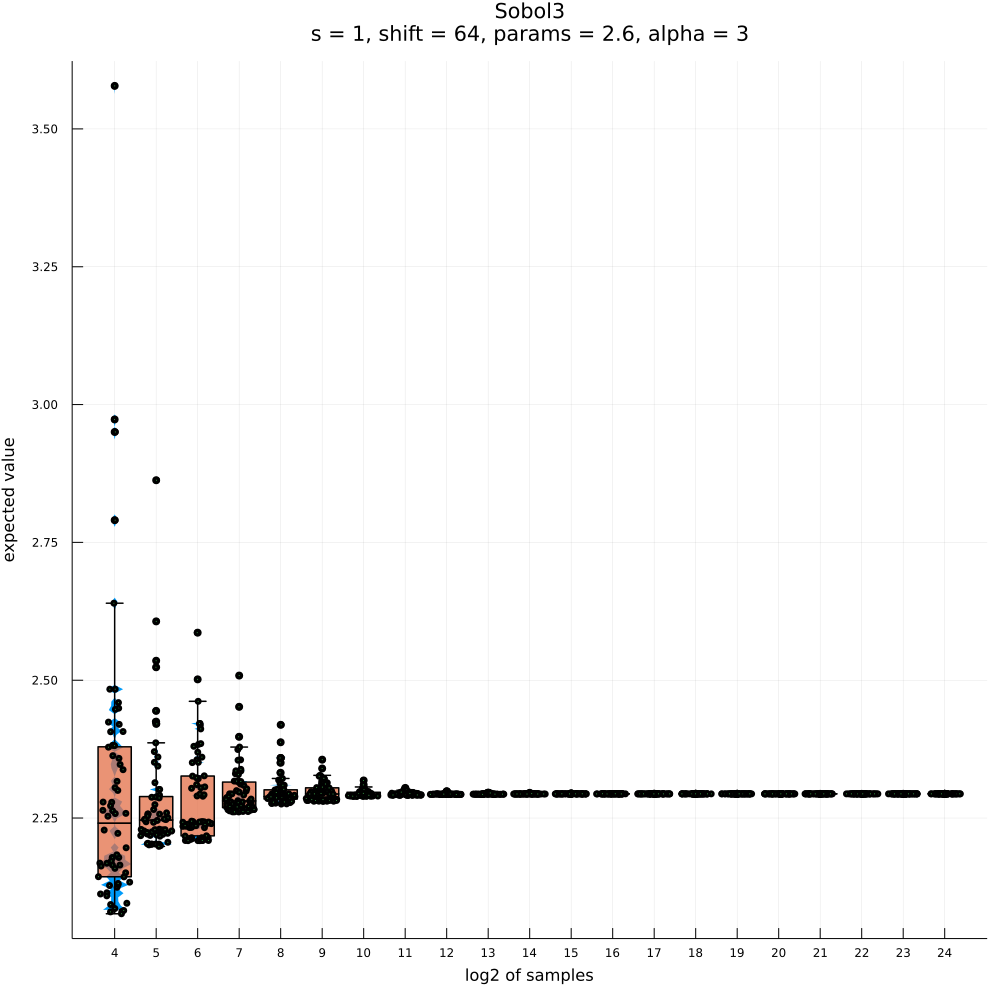 Sobol3
s = 1, shift = 64, params = 2.6, alpha = 3
3.50
3.25
3.00
2.75
2.50
2.25
expected value
4 5 6 7 8 9 10 11 12 13 14 15 16 17 18 19 20 21 22 23 24
log2 of samples